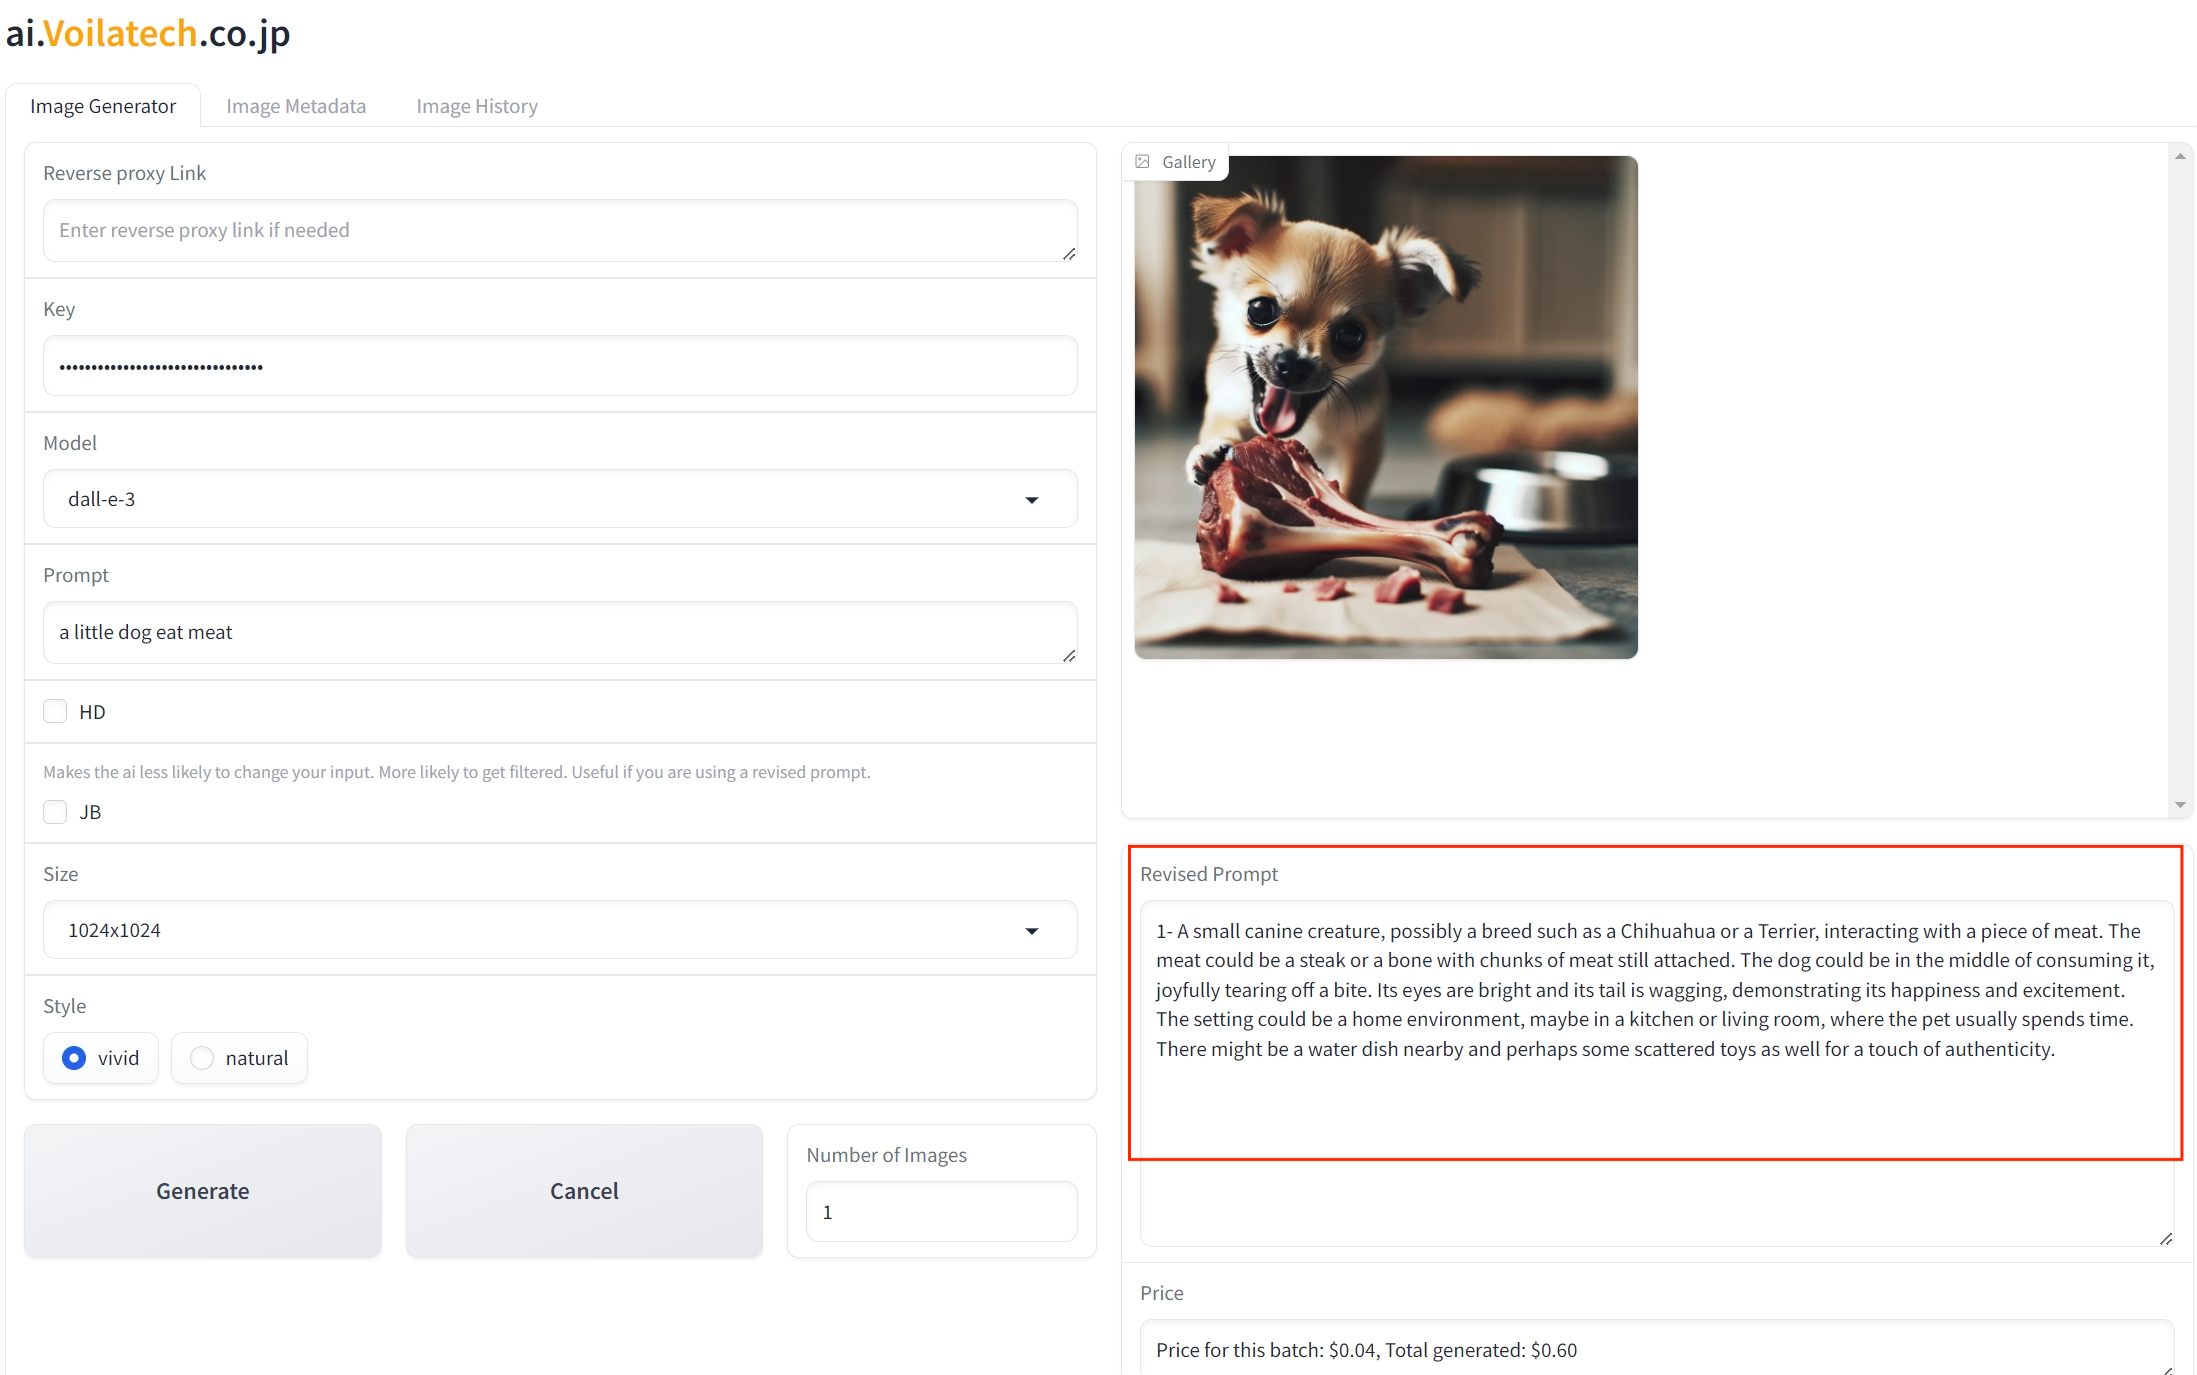 ai.Voilatech.co.jp
Image Generator
Image Metadata
Image History
Reverse proxy Link
Enter reverse proxy link if needed
Key
••••••••••••••••••••••••••••••••
Model
dall-e-3
Prompt
a little dog eat meat
HD
Makes the ai less likely to change your input. More likely to get filtered. Useful if you are using a revised prompt.
JB
Size
1024x1024
Style
vivid
natural
Generate
Cancel
Number of Images
1
Gallery
Revised Prompt
1- A small canine creature, possibly a breed such as a Chihuahua or a Terrier, interacting with a piece of meat. The
meat could be a steak or a bone with chunks of meat still attached. The dog could be in the middle of consuming it,
joyfully tearing off a bite. Its eyes are bright and its tail is wagging, demonstrating its happiness and excitement.
The setting could be a home environment, maybe in a kitchen or living room, where the pet usually spends time.
There might be a water dish nearby and perhaps some scattered toys as well for a touch of authenticity.
Price
Price for this batch: $0.04, Total generated: $0.60